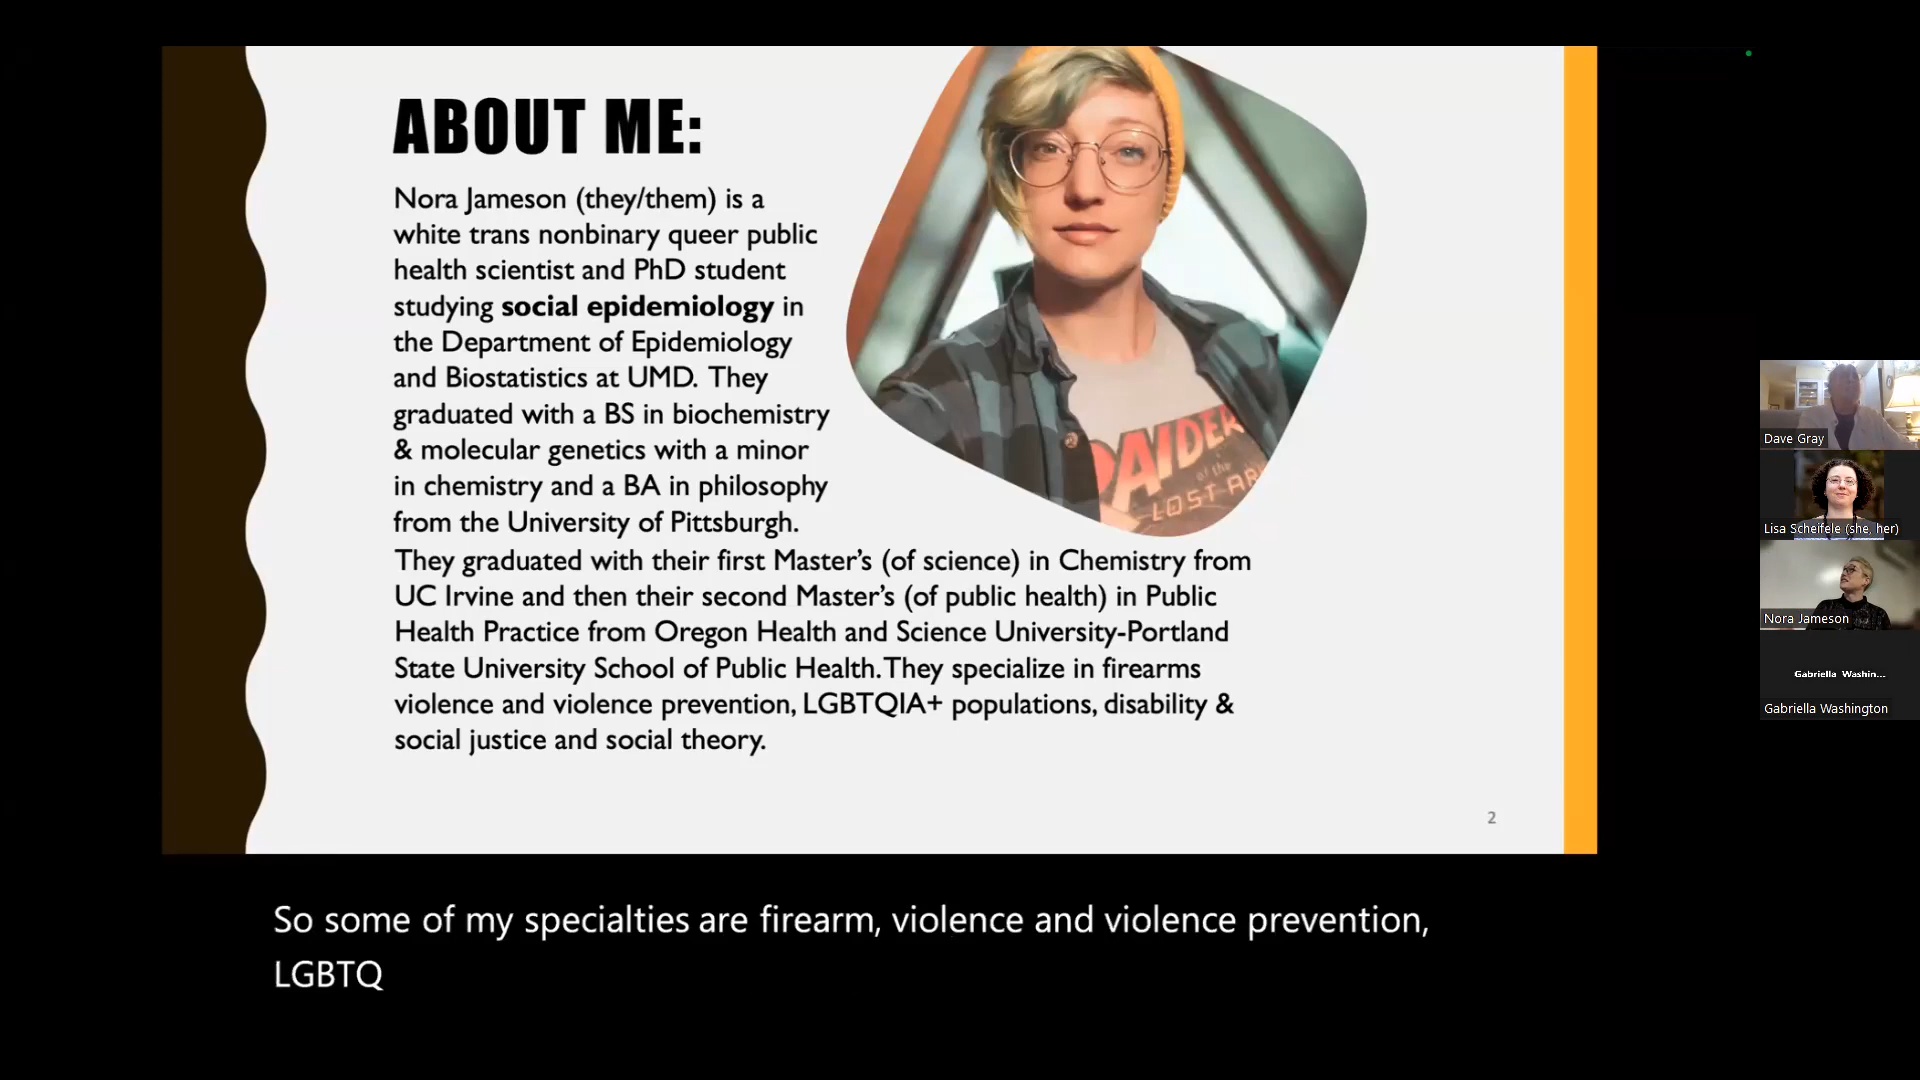 ABOUT ME:
Nora Jameson (they/them) is a
white trans nonbinary queer public
health scientist and PhD student
studying social epidemiology in
the Department of Epidemiology
and Biostatistics at UMD. They
graduated with a BS in biochemistry
& molecular genetics with a minor
in chemistry and a BA in philosophy
from the University of Pittsburgh.
They graduated with their first Master’s (of science) in Chemistry from
UC Irvine and then their second Master’s (of public health) in Public
Health Practice from Oregon Health and Science University-Portland
State University School of Public Health.They specialize in firearms
violence and violence prevention, LGBTQIA+ populations, disability &
social justice and social theory.
RAIDER
of the
LOST AR
2
Dave Gray
Lisa Scheifele (she, her)
Nora Jameson
Gabriella Washin...
Gabriella Washington
So some of my specialties are firearm, violence and violence prevention,
LGBTQ